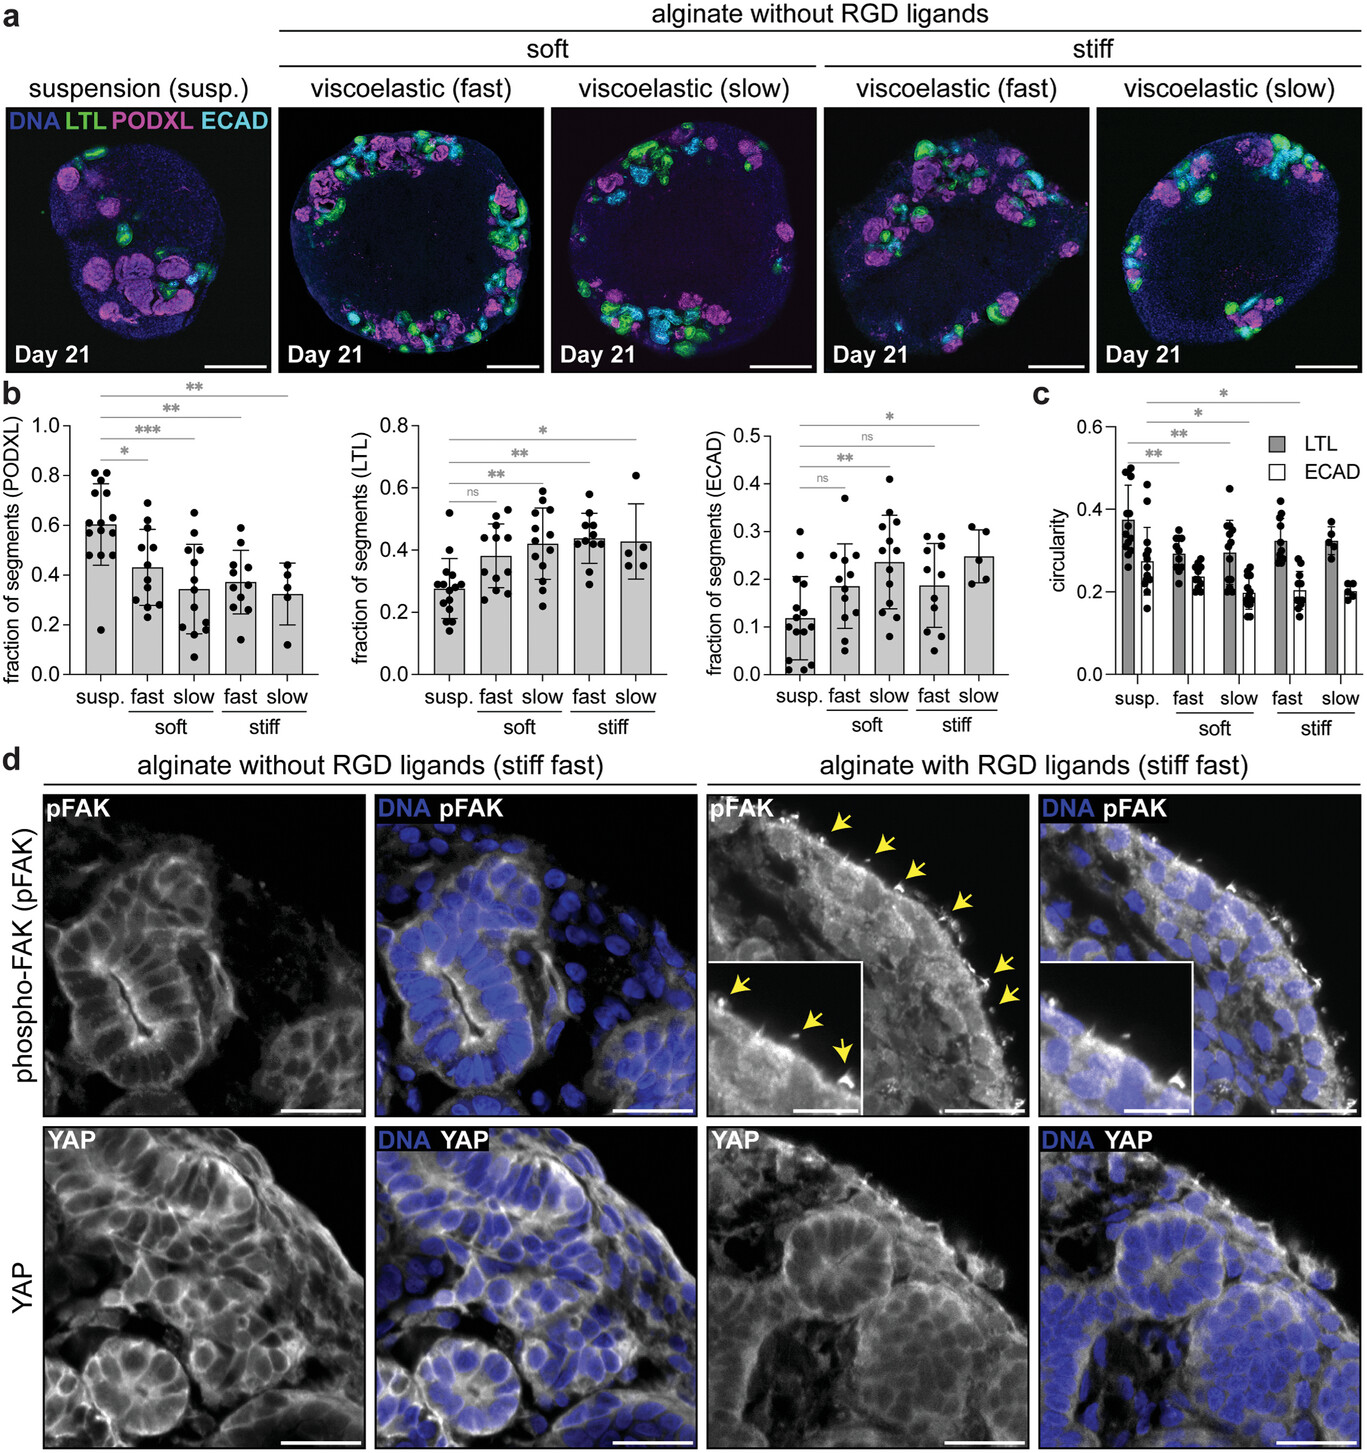 a
alginate without RGD ligands
soft
stiff
suspension (susp.)
viscoelastic (fast)
viscoelastic (slow)
viscoelastic (fast)
viscoelastic (slow)
DNA LTL PODXL ECAD
Day 21
Day 21
Day 21
Day 21
Day 21
b
fraction of segments (PODXL)
1.0
0.8
0.6
0.4
0.2
0.0
**
**
***
*
susp. fast slow fast slow
soft stiff
fraction of segments (LTL)
0.8
0.6
0.4
0.2
0.0
*
**
**
ns
susp. fast slow fast slow
soft stiff
fraction of segments (ECAD)
0.5
0.4
0.3
0.2
0.1
0.0
*
ns
**
ns
susp. fast slow fast slow
soft stiff
c
circularity
0.6
0.4
0.2
0.0
*
*
**
**
LTL
ECAD
susp. fast slow fast slow
soft stiff
d
alginate without RGD ligands (stiff fast)
alginate with RGD ligands (stiff fast)
phospho-FAK (pFAK)
pFAK
DNA pFAK
pFAK
DNA pFAK
YAP
YAP
DNA YAP
YAP
DNA YAP